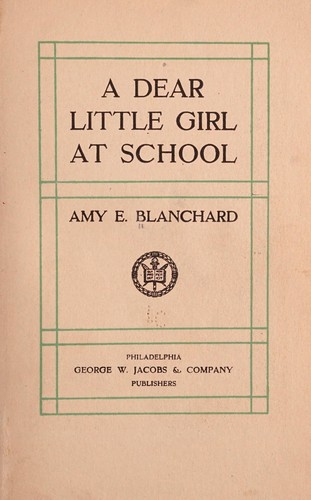 A DEAR
LITTLE GIRL
AT SCHOOL
AMY E. BLANCHARD
PHILADELPHIA
GEORGE W. JACOBS & COMPANY
PUBLISHERS